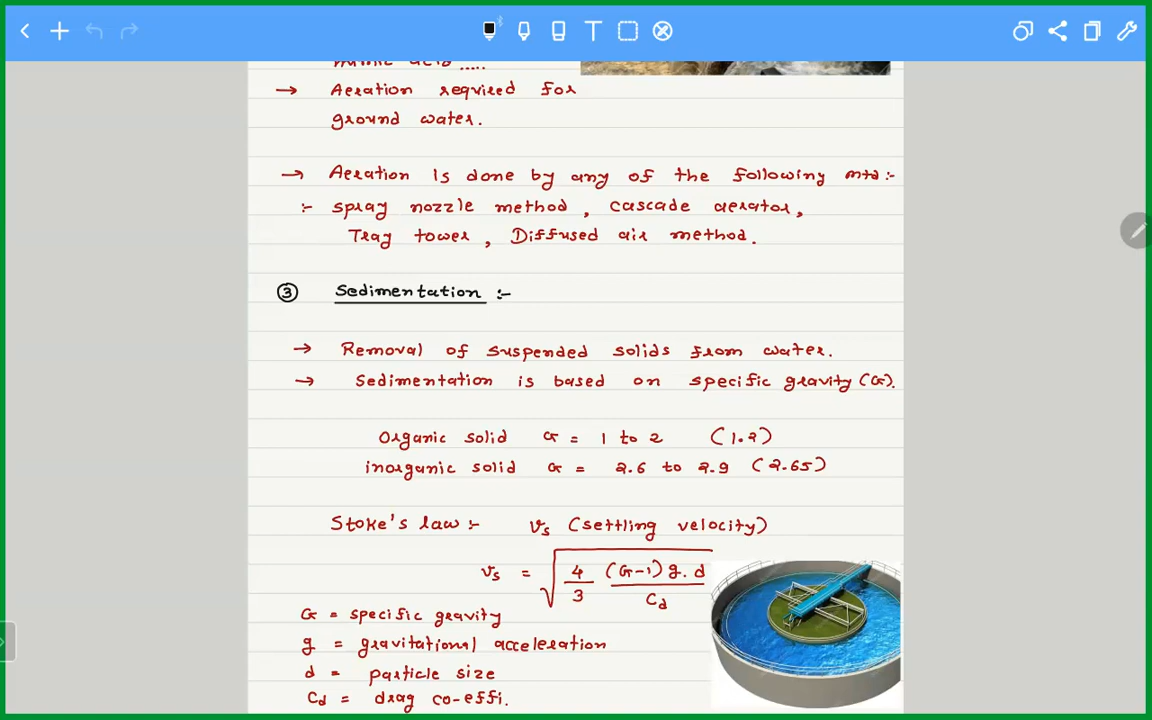 → Aeration required for
ground water.
→ Aeration is done by any of the following mtd:-
:- spray nozzle method, cascade aerator,
Tray tower, Diffused air method.
③ Sedimentation :-
→ Removal of suspended solids from water.
→ Sedimentation is based on specific gravity (G).
Organic solid G = 1 to 2 (1.2)
inorganic solid G = 2.6 to 2.9 (2.65)
Stoke's law :- vs (settling velocity)
vs = √(4/3 (G-1) g.d / Cd)
G = specific gravity
g = gravitational acceleration
d = particle size
Cd = drag co-effi.